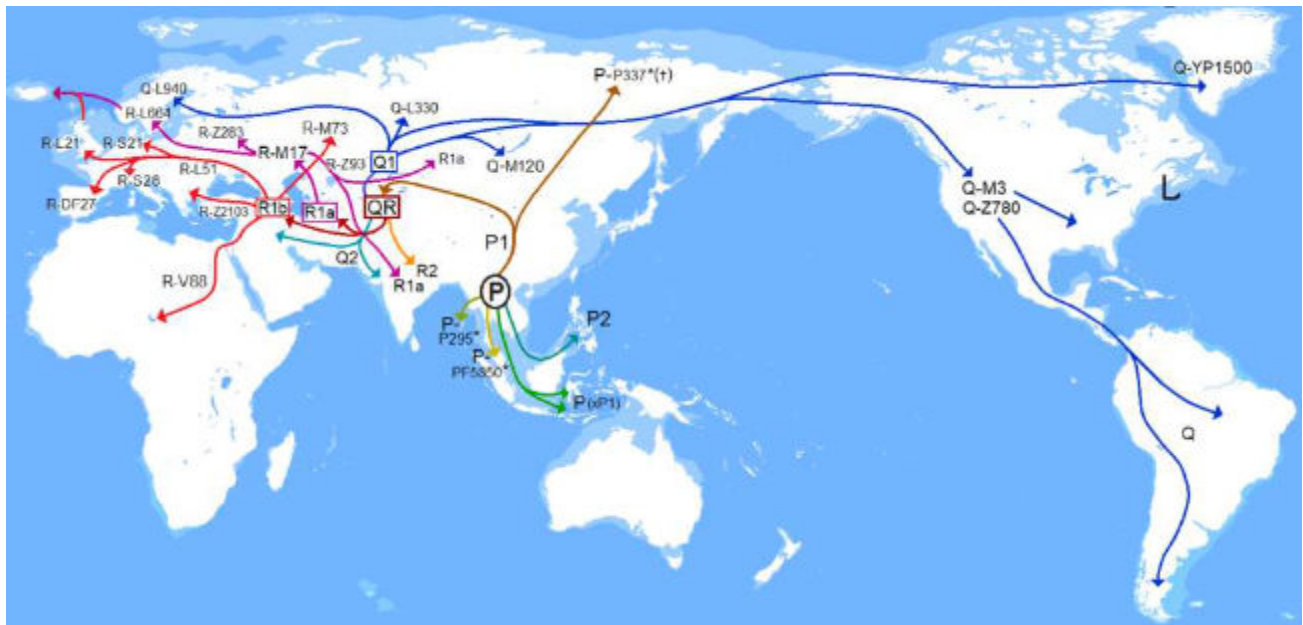 P-P337*(†)
Q-YP1500
Q-L940
Q-L330
R-L664
R-M73
R-Z283
R-L21
R-S21
R-M17
R-Z93
Q1
R1a
Q-M120
R-L51
R-S28
Q-M3
Q-Z780
R-DF27
R-Z2103
R1b
R1a
QR
P1
Q2
R2
R-V88
R1a
P
P-
P295*
P2
P-
PF5850*
P(xP1)
Q